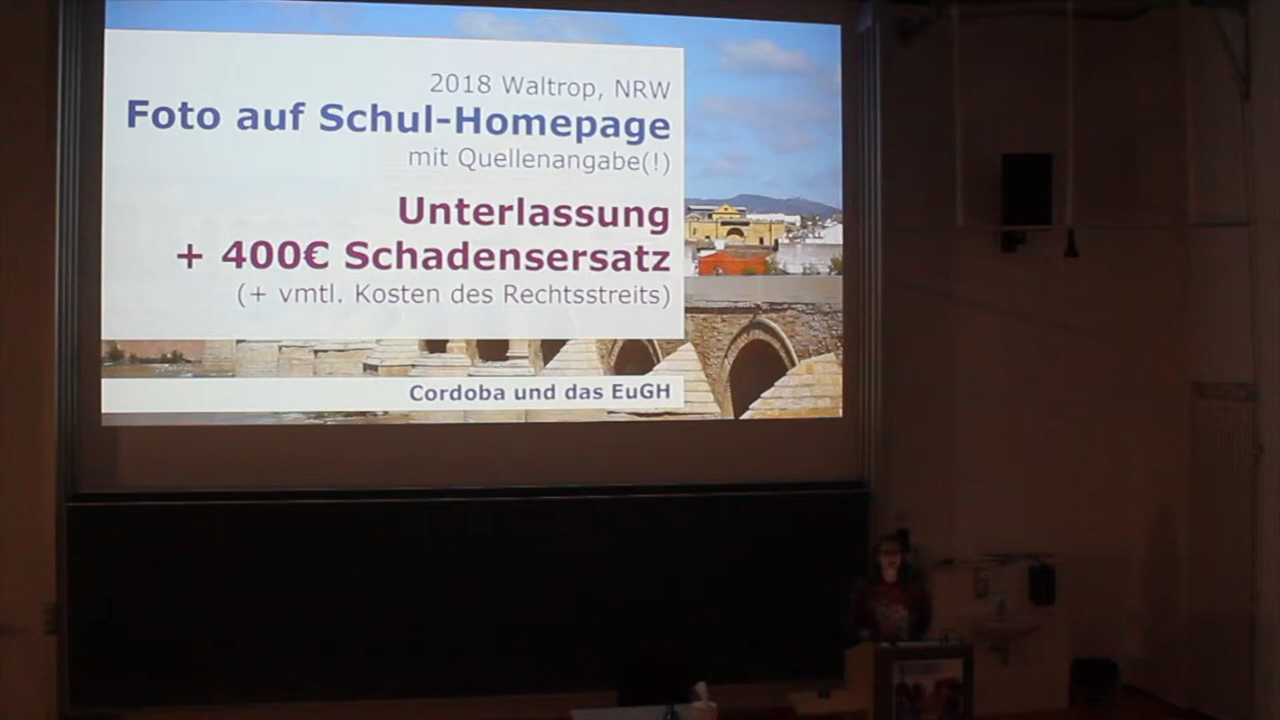 2018 Waltrop, NRW
Foto auf Schul-Homepage
mit Quellenangabe(!)
Unterlassung
+ 400€ Schadensersatz
(+ vmtl. Kosten des Rechtsstreits)
Cordoba und das EuGH